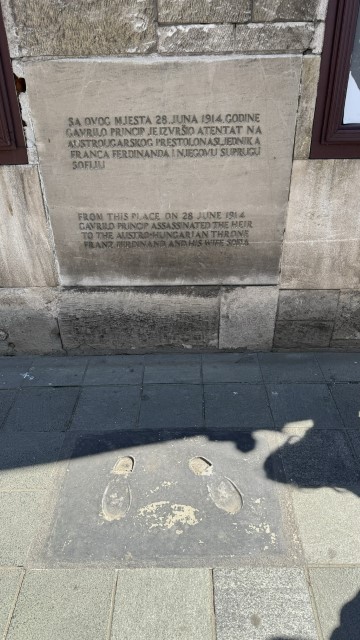 SA OVOG MJESTA 28. JUNA 1914. GODINE
GAVRILO PRINCIP JE IZVRŠIO ATENTAT NA
AUSTROUGARSKOG PRESTOLONASLJEDNIKA
FRANCA FERDINANDA I NJEGOVU SUPRUGU
SOFIJU
FROM THIS PLACE ON 28 JUNE 1914
GAVRILO PRINCIP ASSASSINATED THE HEIR
TO THE AUSTRO-HUNGARIAN THRONE
FRANZ FERDINAND AND HIS WIFE SOFIA